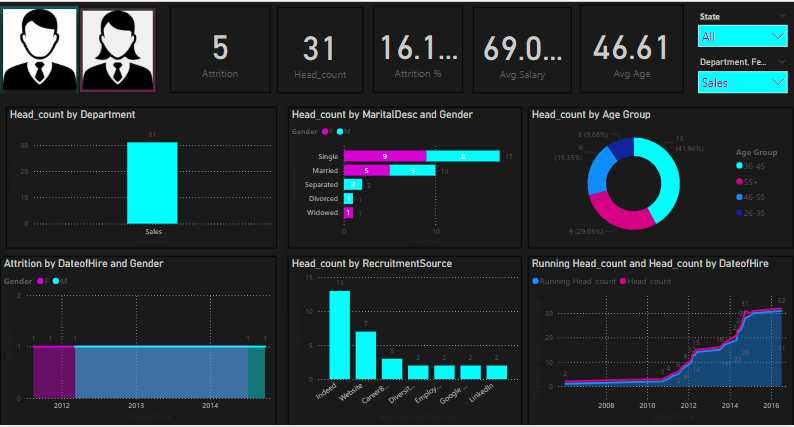 5
Attrition
31
Head_count
16.1...
Attrition %
69.0...
Avg Salary
46.61
Avg Age
State
All
Department, Fe...
Sales
Head_count by Department
31
30
20
10
0
Sales
Head_count by MaritalDesc and Gender
Gender F M
Single 9 8 17
Married 5 5 10
Separated 2 2
Divorced 1 1
Widowed 1 1
0 10
Head_count by Age Group
3 (9.68%)
6
(19.35%)
13
(41.94%)
9 (29.03%)
Age Group
36-45
55+
46-55
26-35
Attrition by DateofHire and Gender
Gender F M
2
1
0
1 1 1 1
2012 2013 2014
Head_count by RecruitmentSource
15
10
5
0
13
7
3
2 2 2 2
Indeed
Website
CareerB...
Diversit...
Employ...
Google ...
LinkedIn
Running Head_count and Head_count by DateofHire
Running Head_count Head_count
30
20
10
0
2
31
32
2008 2010 2012 2014 2016